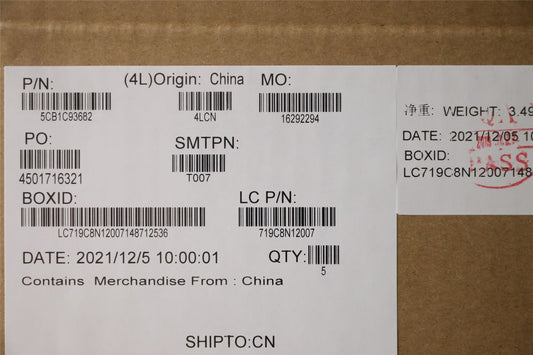 P/N: (4L)Origin: China MO:
5CB1C93682 4LCN 16292294
PO: SMTPN:
4501716321 T007
BOXID: LC P/N:
LC719C8N12007148712536 719C8N12007
DATE: 2021/12/5 10:00:01 QTY:
5
Contains Merchandise From : China
SHIPTO:CN
净重: WEIGHT: 3.49
DATE: 2021/12/05 10
BOXID:
LC719C8N12007148
PASS